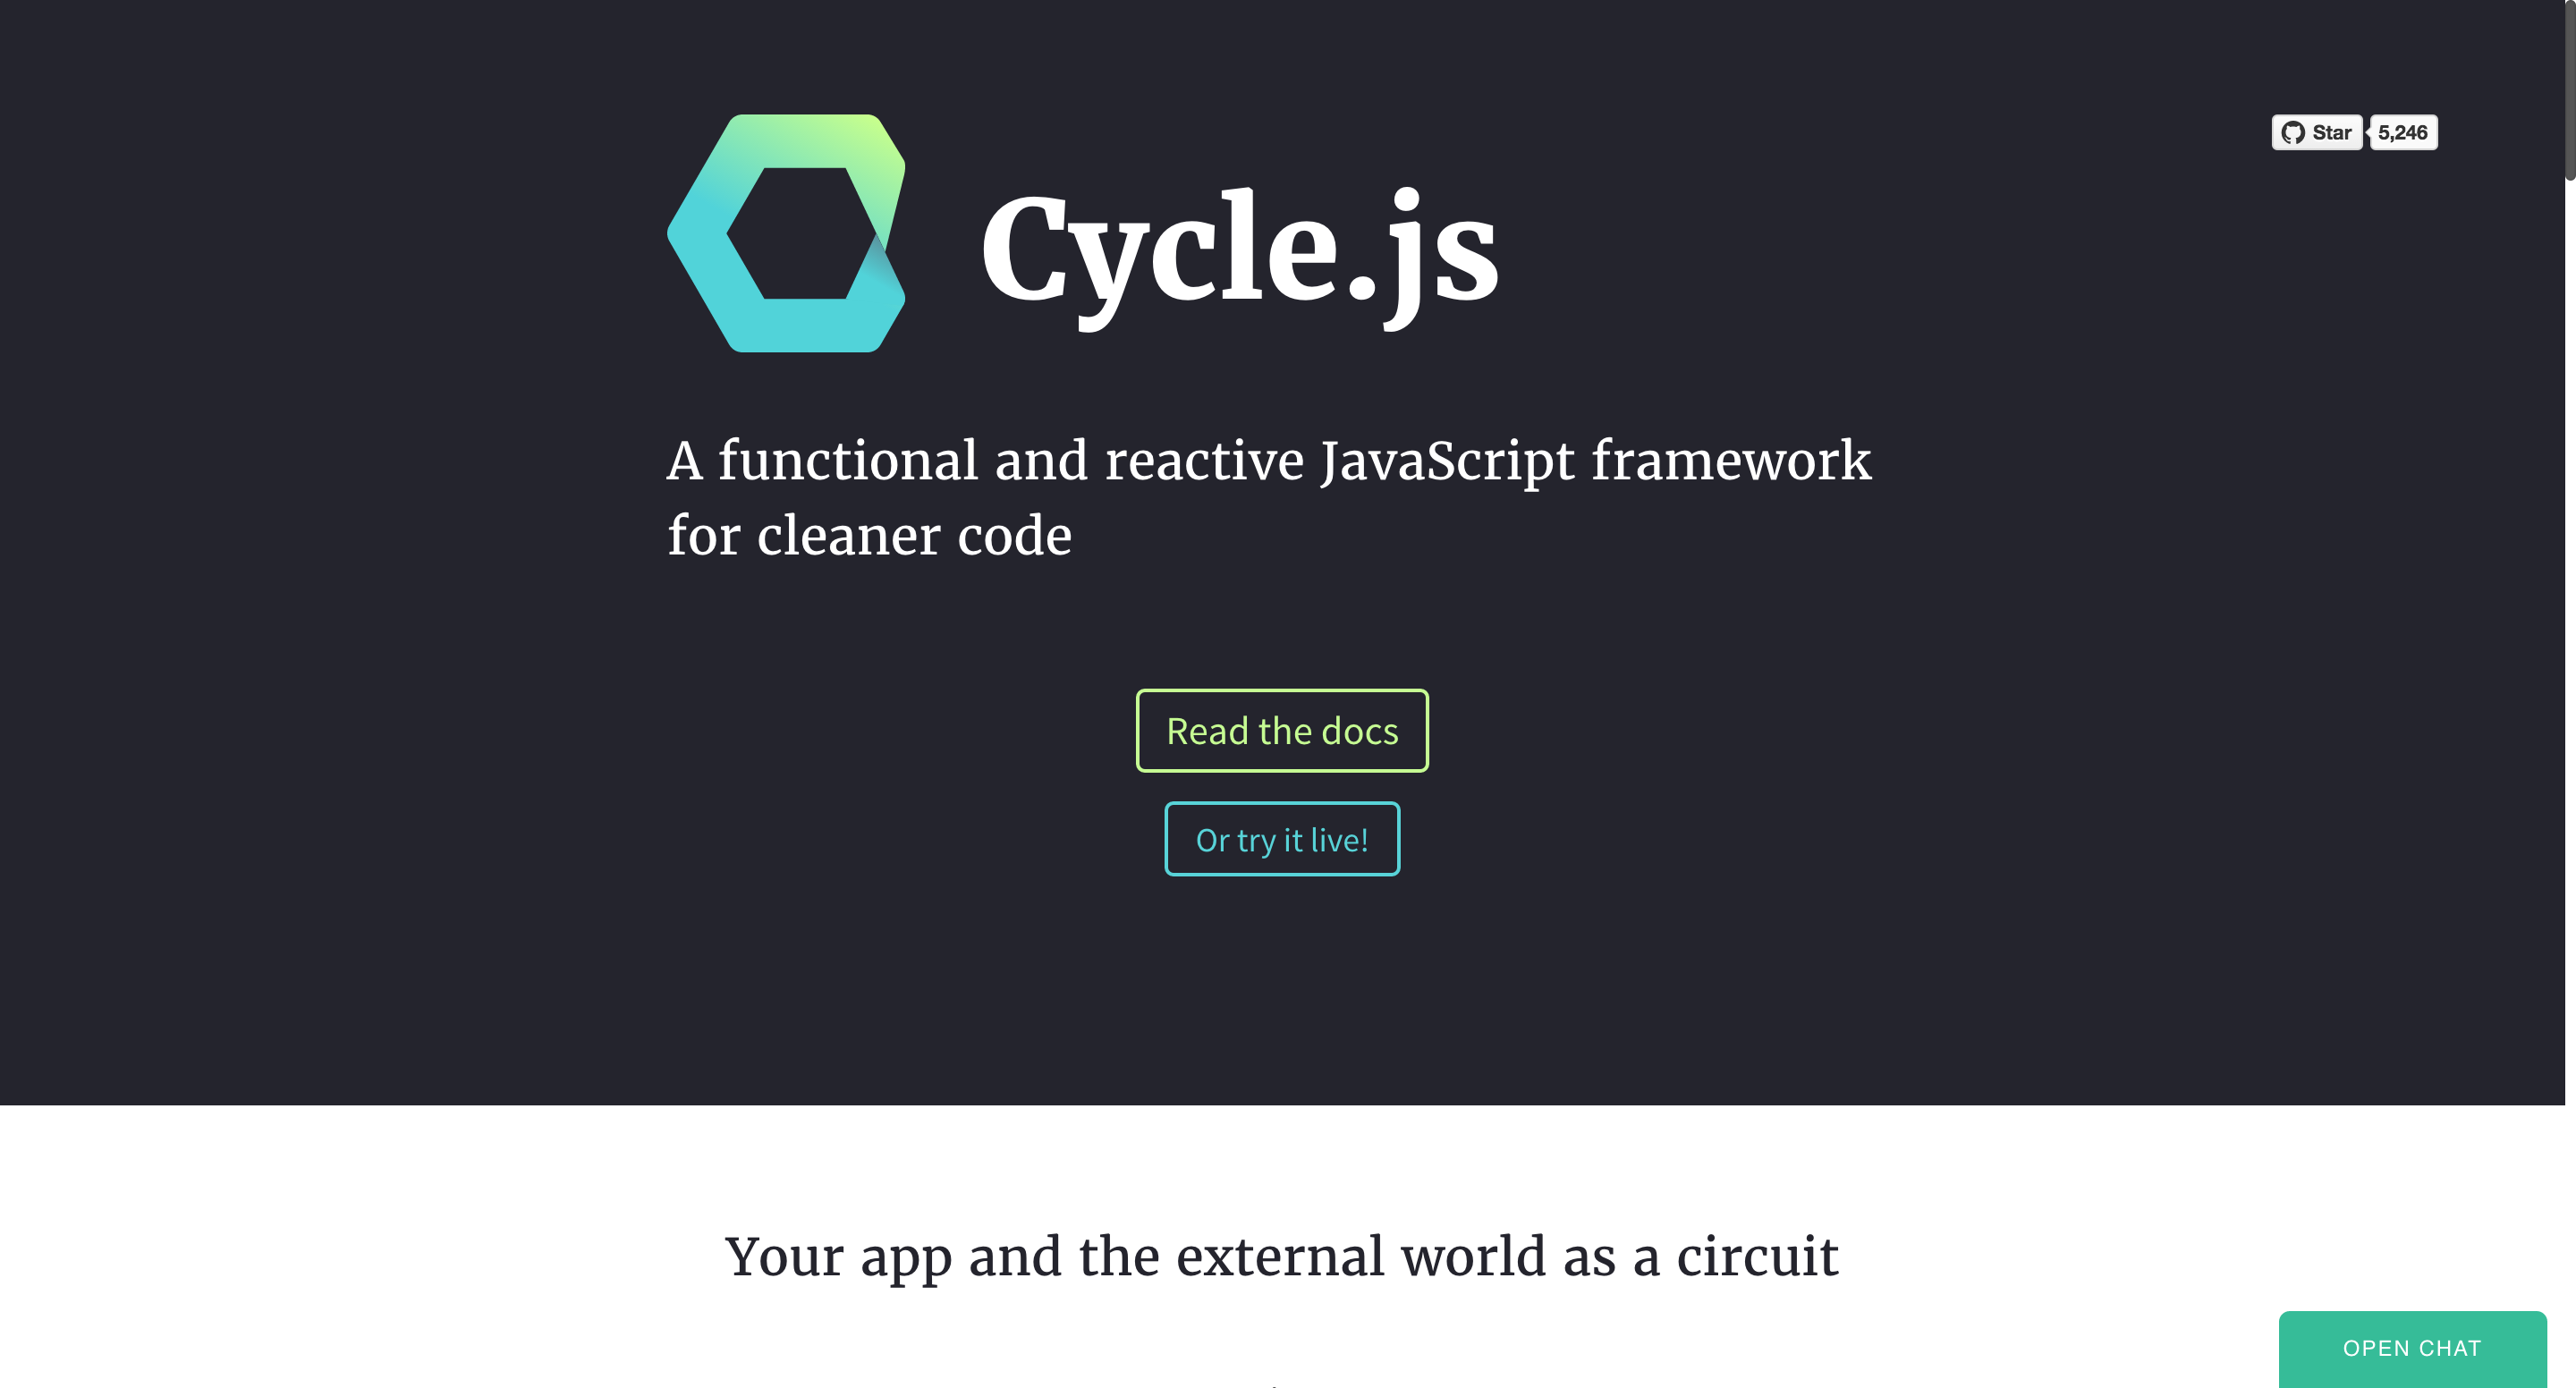 Star
5,246
Cycle.js
A functional and reactive JavaScript framework
for cleaner code
Read the docs
Or try it live!
Your app and the external world as a circuit
OPEN CHAT